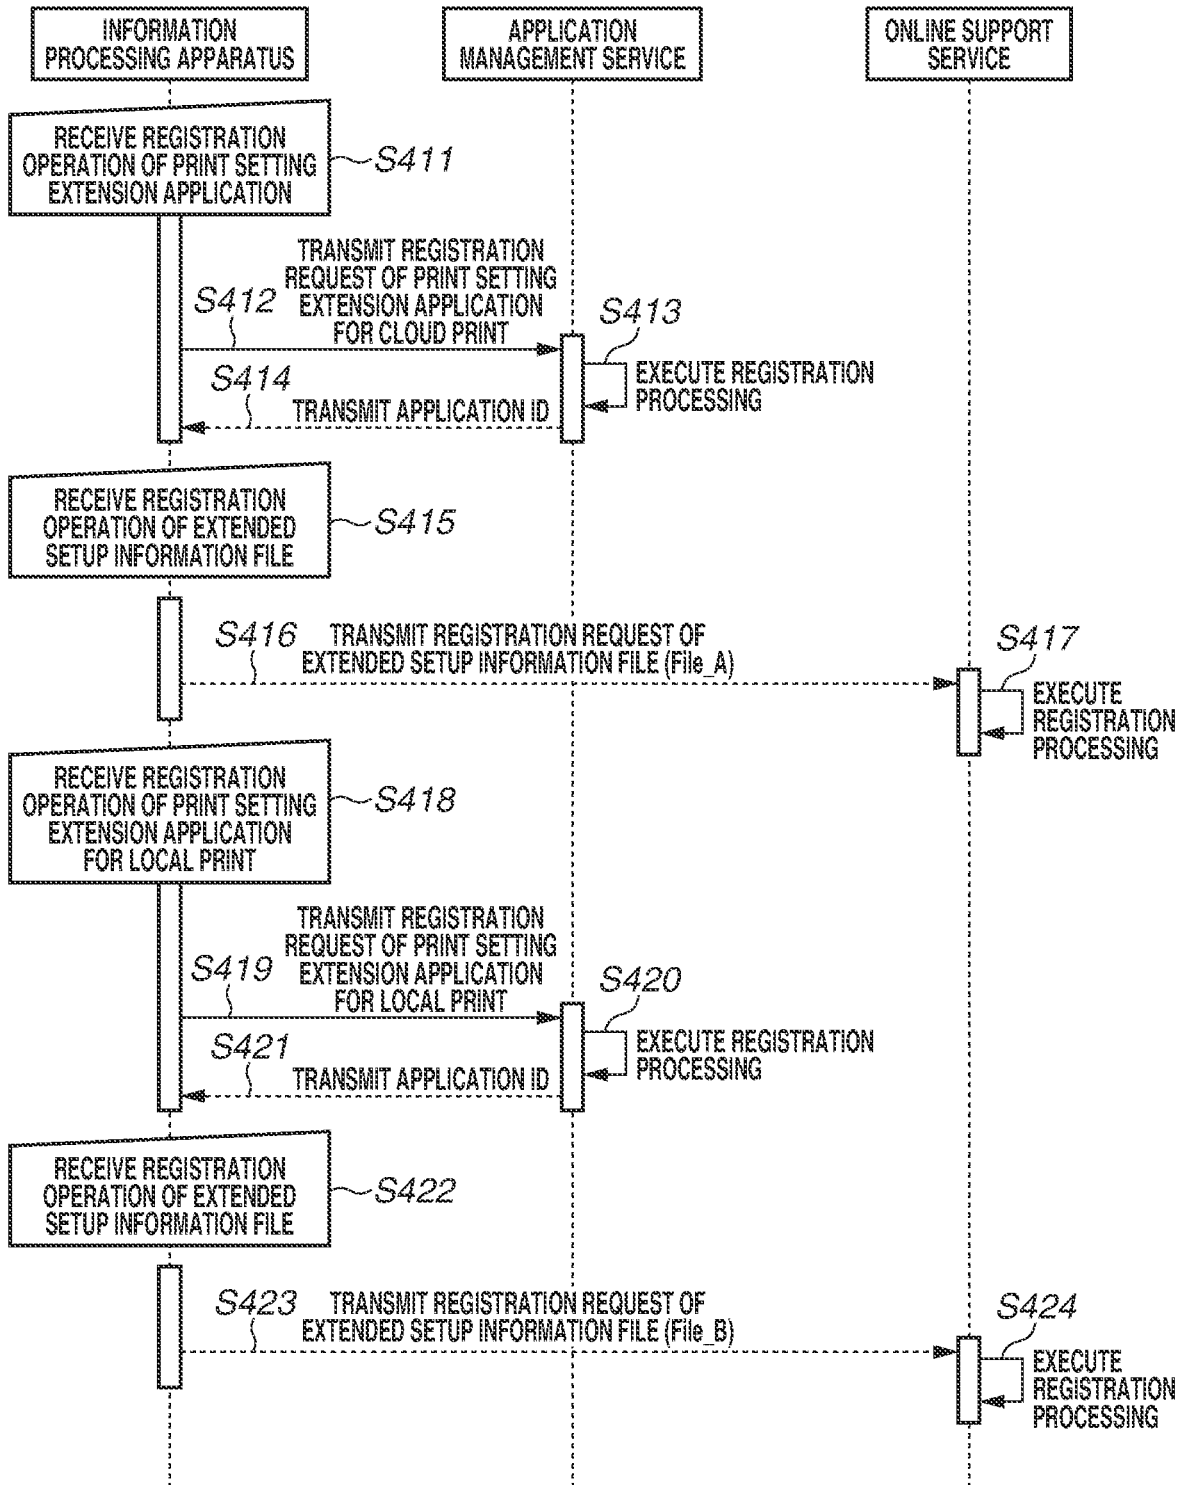 INFORMATION
PROCESSING APPARATUS
APPLICATION
MANAGEMENT SERVICE
ONLINE SUPPORT
SERVICE
RECEIVE REGISTRATION
OPERATION OF PRINT SETTING
EXTENSION APPLICATION
S411
TRANSMIT REGISTRATION
REQUEST OF PRINT SETTING
EXTENSION APPLICATION
FOR CLOUD PRINT
S412
S413
EXECUTE REGISTRATION
PROCESSING
S414
TRANSMIT APPLICATION ID
RECEIVE REGISTRATION
OPERATION OF EXTENDED
SETUP INFORMATION FILE
S415
S416
TRANSMIT REGISTRATION REQUEST OF
EXTENDED SETUP INFORMATION FILE (File_A)
S417
EXECUTE
REGISTRATION
PROCESSING
RECEIVE REGISTRATION
OPERATION OF PRINT SETTING
EXTENSION APPLICATION
FOR LOCAL PRINT
S418
TRANSMIT REGISTRATION
REQUEST OF PRINT SETTING
EXTENSION APPLICATION
FOR LOCAL PRINT
S419
S420
EXECUTE REGISTRATION
PROCESSING
S421
TRANSMIT APPLICATION ID
RECEIVE REGISTRATION
OPERATION OF EXTENDED
SETUP INFORMATION FILE
S422
S423
TRANSMIT REGISTRATION REQUEST OF
EXTENDED SETUP INFORMATION FILE (File_B)
S424
EXECUTE
REGISTRATION
PROCESSING